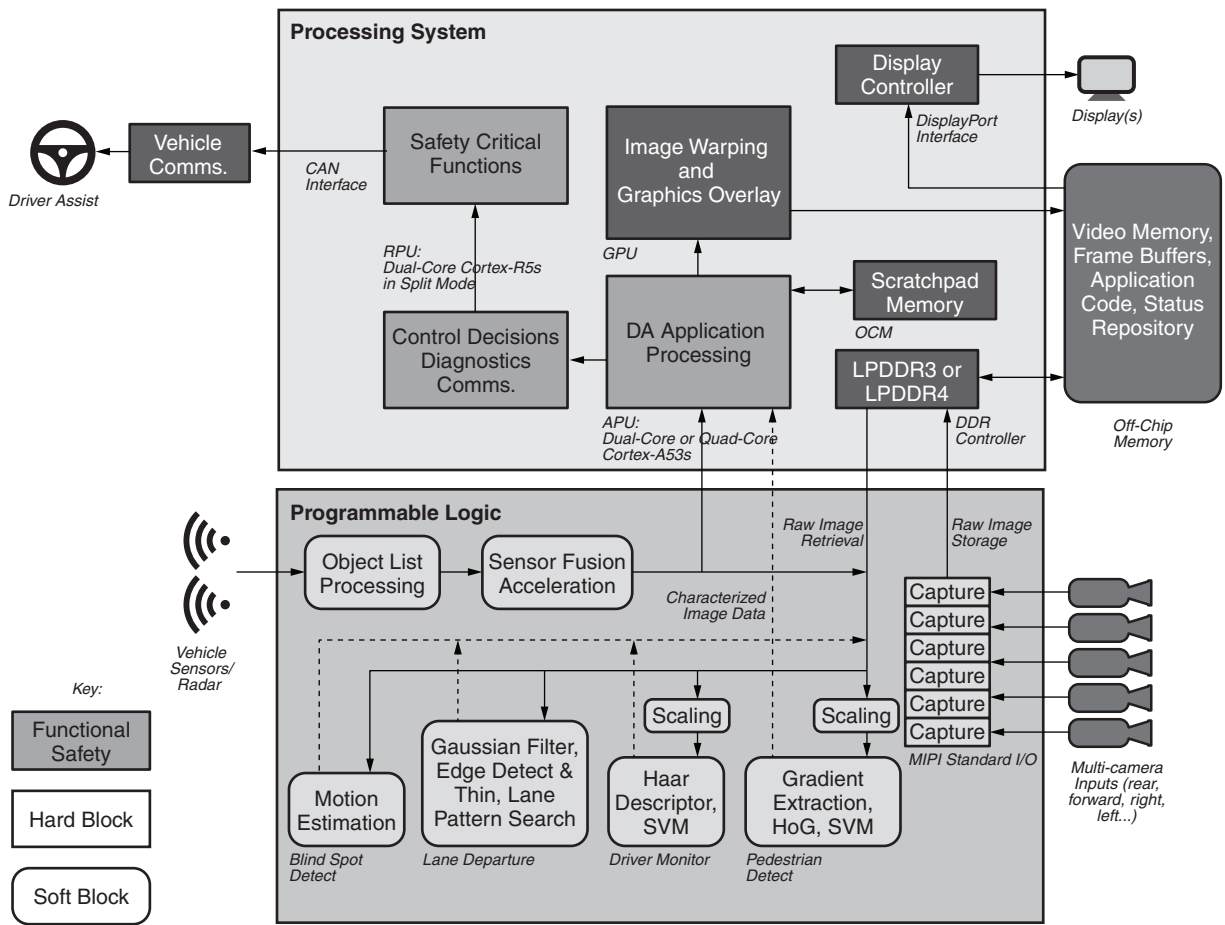 Processing System
Display
Controller
Display(s)
DisplayPort
Interface
Driver Assist
Vehicle
Comms.
CAN
Interface
Safety Critical
Functions
Image Warping
and
Graphics Overlay
GPU
RPU:
Dual-Core Cortex-R5s
in Split Mode
Control Decisions
Diagnostics
Comms.
DA Application
Processing
APU:
Dual-Core or Quad-Core
Cortex-A53s
Scratchpad
Memory
OCM
LPDDR3 or
LPDDR4
DDR
Controller
Video Memory,
Frame Buffers,
Application
Code, Status
Repository
Off-Chip
Memory
Programmable Logic
Vehicle
Sensors/
Radar
Object List
Processing
Sensor Fusion
Acceleration
Characterized
Image Data
Raw Image
Retrieval
Raw Image
Storage
Capture
Capture
Capture
Capture
Capture
Capture
MIPI Standard I/O
Multi-camera
Inputs (rear,
forward, right,
left...)
Motion
Estimation
Blind Spot
Detect
Gaussian Filter,
Edge Detect &
Thin, Lane
Pattern Search
Lane Departure
Scaling
Haar
Descriptor,
SVM
Driver Monitor
Scaling
Gradient
Extraction,
HoG, SVM
Pedestrian
Detect
Key:
Functional
Safety
Hard Block
Soft Block